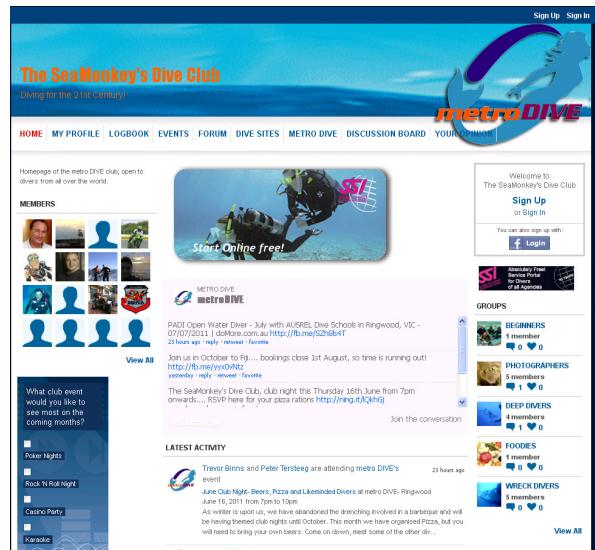 Sign Up Sign In
The SeaMonkey's Dive Club
Diving for the 21st Century!
metroDIVE
HOME MY PROFILE LOGBOOK EVENTS FORUM DIVE SITES METRO DIVE DISCUSSION BOARD YOUR OPINION
Homepage of the metro DIVE club; open to
divers from all over the world.
MEMBERS
View All
What club event
would you like to
see most on the
coming months?
Poker Nights
Rock 'N Roll Night
Casino Party
Karaoke
SSI
Start Online free!
METRO DIVE
metroDIVE
PADI Open Water Diver - July with AUSREL Dive Schools in Ringwood, VIC -
07/07/2011 | doMore.com.au http://fb.me/SZhBs4T
23 hours ago · reply · retweet · favorite
Join us in October to Fiji.... bookings close 1st August, so time is running out!
http://fb.me/yyx0vNtz
yesterday · reply · retweet · favorite
The SeaMonkey's Dive Club, club night this Thursday 16th June from 7pm
onwards.... RSVP here for your pizza rations http://ning.it/lQkhGj
Join the conversation
LATEST ACTIVITY
Trevor Binns and Peter Tersteeg are attending metro DIVE's
event
23 hours ago
June Club Night- Beers, Pizza and Likeminded Divers at metro DIVE- Ringwood
June 16, 2011 from 7pm to 10pm
As winter is upon us, we have abandoned the drenching involved in a barbeque and will
be having themed club nights until October. This month we have organised Pizza, but you
will need to bring your own beers. Come on down, meet some of the other div...
Welcome to
The SeaMonkey's Dive Club
Sign Up
or Sign In
You can also sign up with:
f Login
SSI
Absolutely Free!
Service Portal
for Divers
of all Agencies
GROUPS
BEGINNERS
1 member
0 0
PHOTOGRAPHERS
5 members
1 0
DEEP DIVERS
4 members
1 0
FOODIES
1 member
0 0
WRECK DIVERS
5 members
0 0
View All